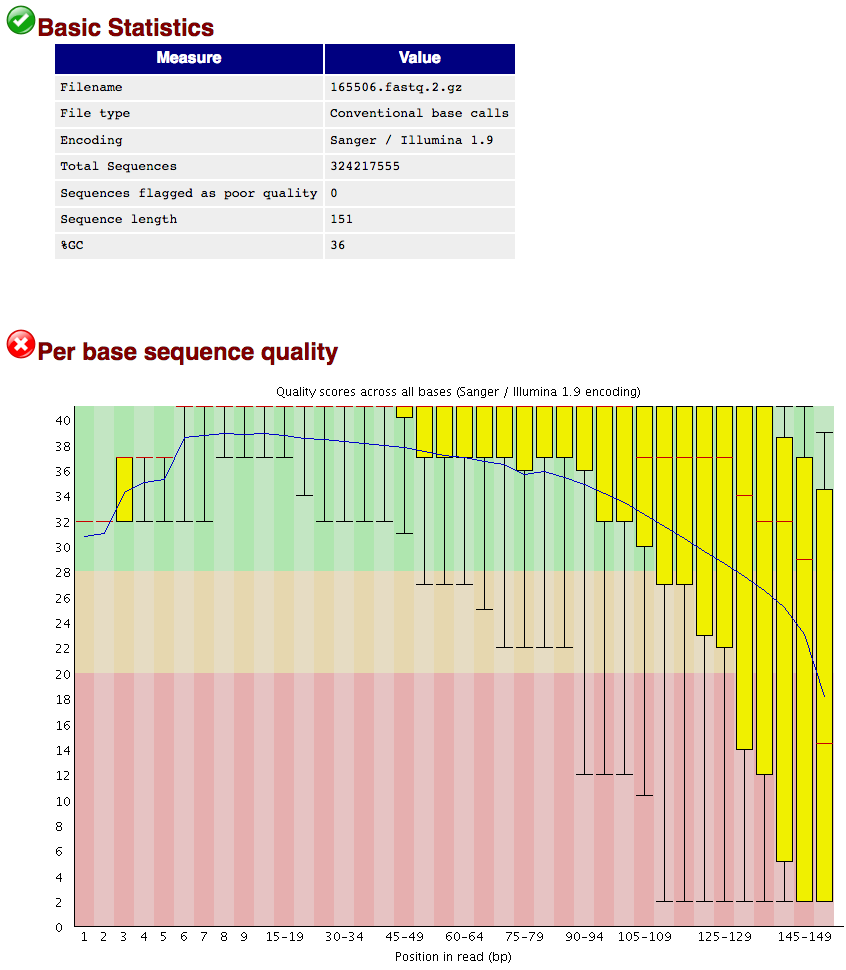 Basic Statistics
Measure Value
Filename 165506.fastq.2.gz
File type Conventional base calls
Encoding Sanger / Illumina 1.9
Total Sequences 324217555
Sequences flagged as poor quality 0
Sequence length 151
%GC 36
Per base sequence quality
Quality scores across all bases (Sanger / Illumina 1.9 encoding)
40
38
36
34
32
30
28
26
24
22
20
18
16
14
12
10
8
6
4
2
0
1 2 3 4 5 6 7 8 9 15-19 30-34 45-49 60-64 75-79 90-94 105-109 125-129 145-149
Position in read (bp)